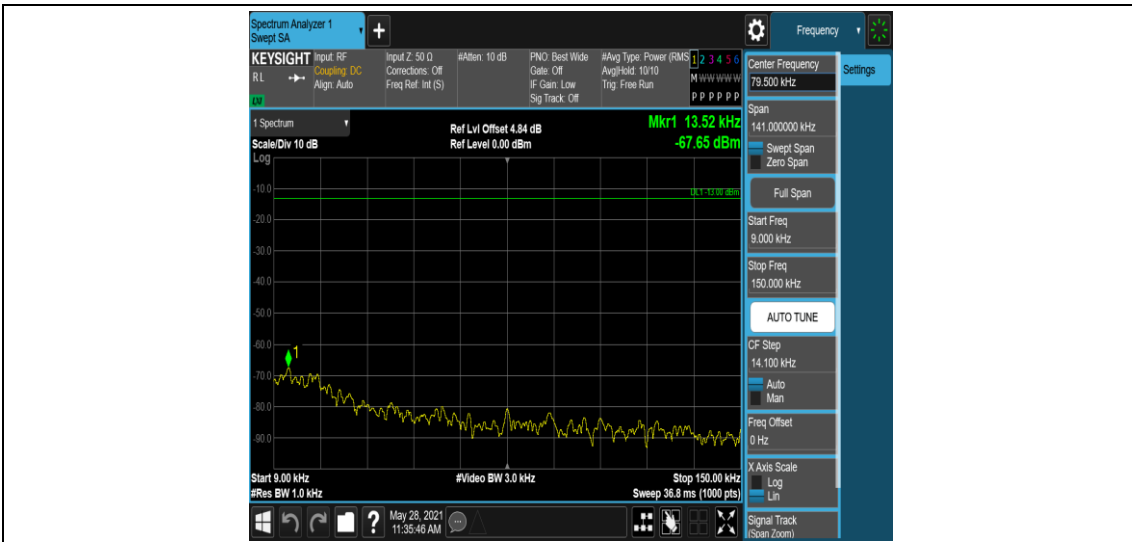 Spectrum Analyzer 1
Swept SA
+
Frequency
KEYSIGHT
RL
Input: RF
Coupling: DC
Align: Auto
Input Z: 50 Ω
Corrections: Off
Freq Ref: Int (S)
#Atten: 10 dB
PNO: Best Wide
Gate: Off
IF Gain: Low
Sig Track: Off
#Avg Type: Power (RMS
Avg|Hold: 10/10
Trig: Free Run
1 2 3 4 5 6
M W W W W W
P P P P P P
1 Spectrum
Scale/Div 10 dB
Ref Lvl Offset 4.84 dB
Ref Level 0.00 dBm
Mkr1 13.52 kHz
-67.65 dBm
Log
DL1 -13.00 dBm
-10.0
-20.0
-30.0
-40.0
-50.0
-60.0
-70.0
-80.0
-90.0
1
Start 9.00 kHz
#Res BW 1.0 kHz
#Video BW 3.0 kHz
Stop 150.00 kHz
Sweep 36.8 ms (1000 pts)
?
May 28, 2021
11:35:46 AM
Center Frequency
79.500 kHz
Settings
Span
141.000000 kHz
Swept Span
Zero Span
Full Span
Start Freq
9.000 kHz
Stop Freq
150.000 kHz
AUTO TUNE
CF Step
14.100 kHz
Auto
Man
Freq Offset
0 Hz
X Axis Scale
Log
Lin
Signal Track
(Span Zoom)